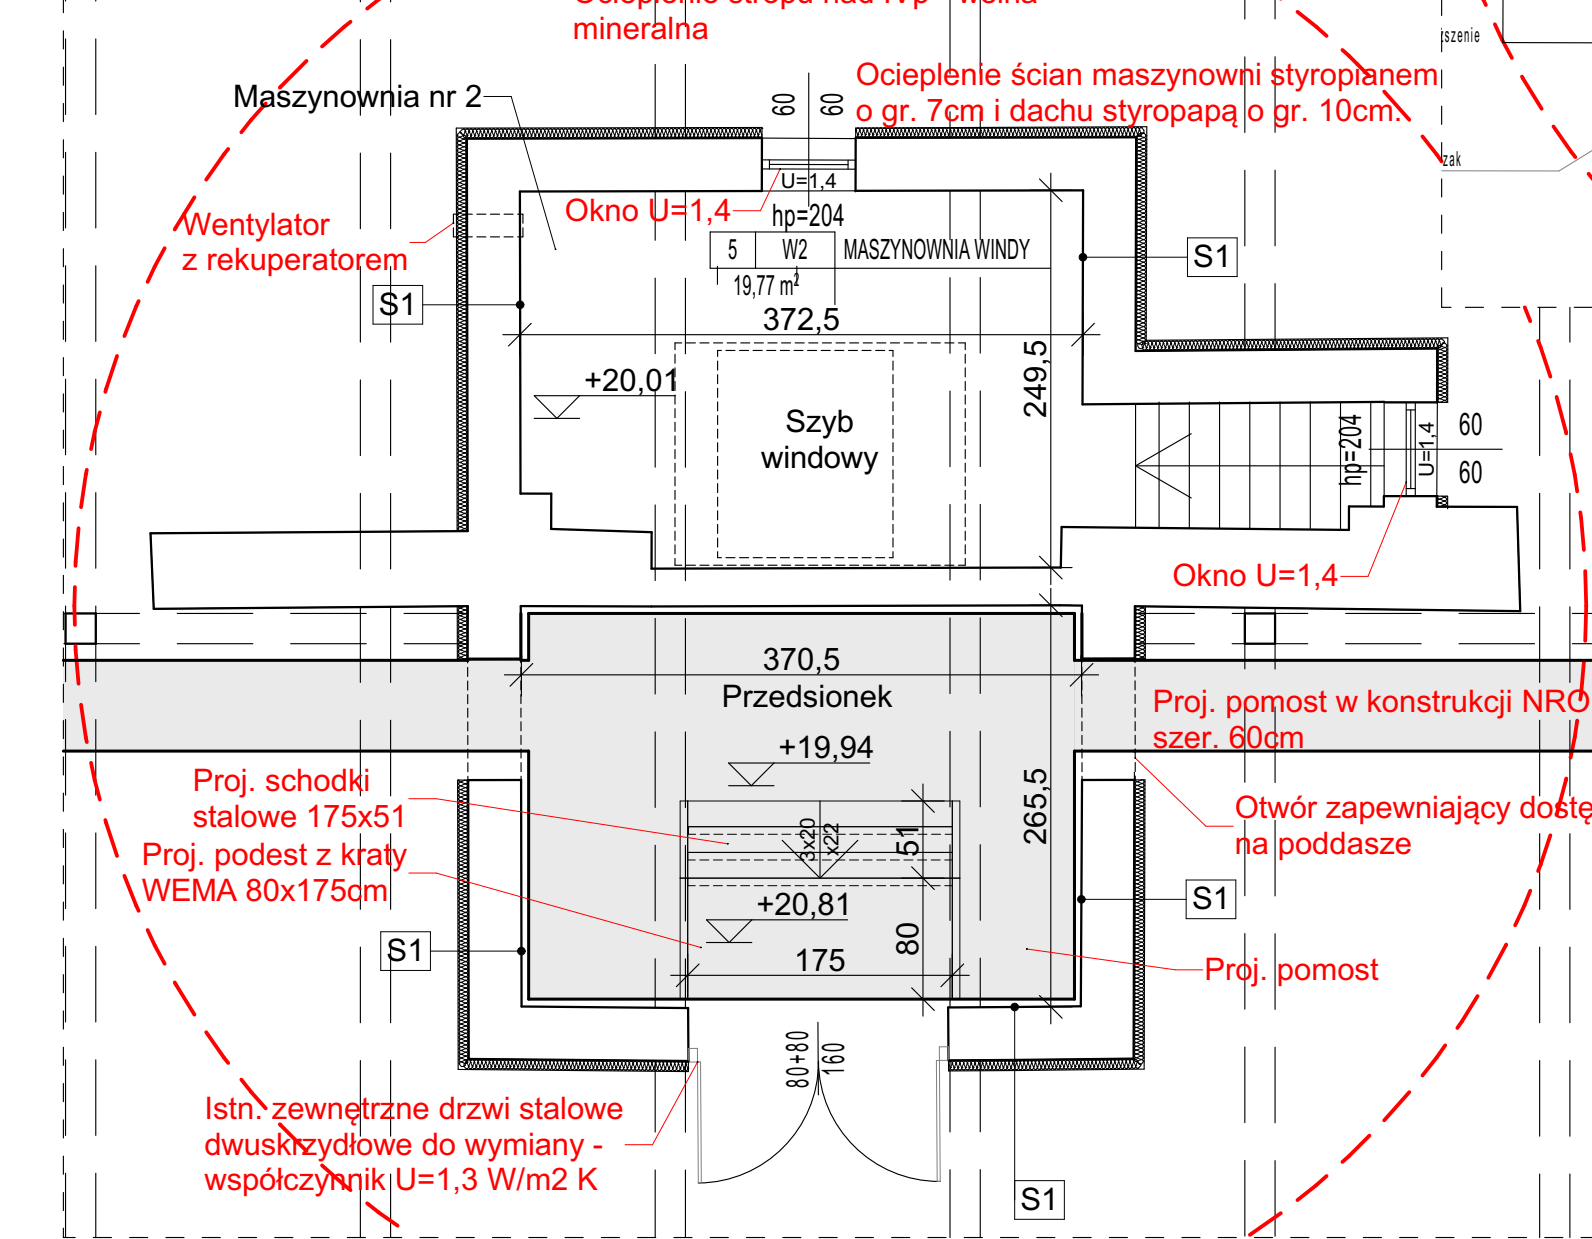 mineralna
szenie
Maszynownia nr 2
60
60
Ocieplenie ścian maszynowni styropianem
o gr. 7cm i dachu styropapą o gr. 10cm.
zak
U=1,4
Okno U=1,4
hp=204
Wentylator
z rekuperatorem
5 W2 MASZYNOWNIA WINDY
19,77 m²
S1
S1
372,5
+20,01
249,5
Szyb
windowy
hp=204
U=1,4
60
60
Okno U=1,4
370,5
Przedsionek
Proj. pomost w konstrukcji NRO
szer. 60cm
+19,94
Proj. schodki
stalowe 175x51
3x20
x22
51
265,5
Otwór zapewniający dostę
na poddasze
Proj. podest z kraty
WEMA 80x175cm
+20,81
80
S1
S1
175
Proj. pomost
80+80
160
Istn. zewnętrzne drzwi stalowe
dwuskrzydłowe do wymiany -
współczynnik U=1,3 W/m2 K
S1